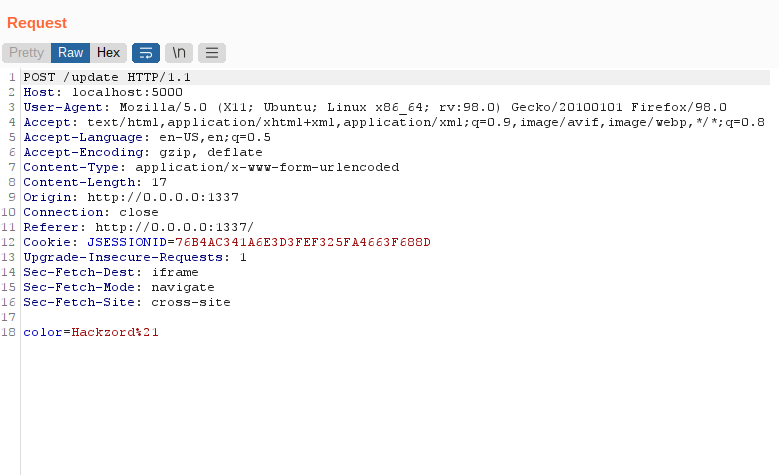 Request
Pretty Raw Hex \n
1 POST /update HTTP/1.1
2 Host: localhost:5000
3 User-Agent: Mozilla/5.0 (X11; Ubuntu; Linux x86_64; rv:98.0) Gecko/20100101 Firefox/98.0
4 Accept: text/html,application/xhtml+xml,application/xml;q=0.9,image/avif,image/webp,*/*;q=0.8
5 Accept-Language: en-US,en;q=0.5
6 Accept-Encoding: gzip, deflate
7 Content-Type: application/x-www-form-urlencoded
8 Content-Length: 17
9 Origin: http://0.0.0.0:1337
10 Connection: close
11 Referer: http://0.0.0.0:1337/
12 Cookie: JSESSIONID=76B4AC341A6E3D3FEF325FA4663F688D
13 Upgrade-Insecure-Requests: 1
14 Sec-Fetch-Dest: iframe
15 Sec-Fetch-Mode: navigate
16 Sec-Fetch-Site: cross-site
17
18 color=Hackzord%21